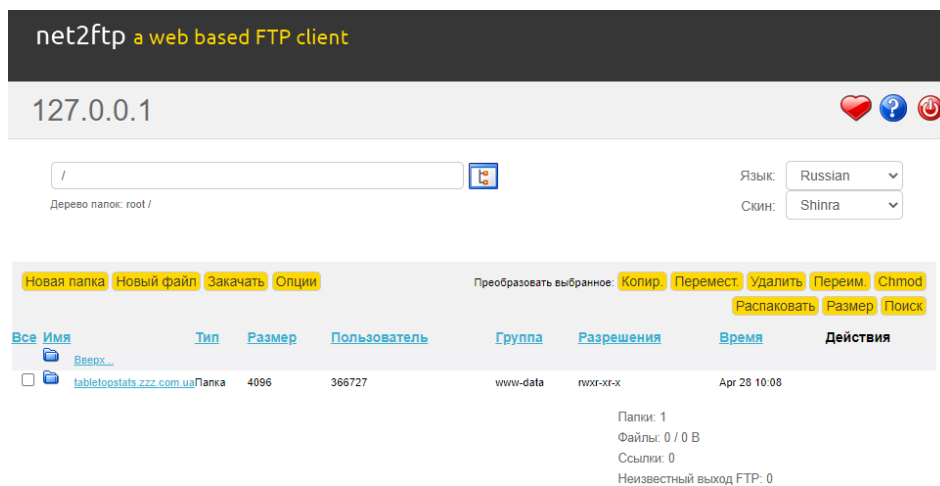 net2ftp a web based FTP client
127.0.0.1
/
Дерево папок: root /
Язык: Russian
Скин: Shinra
Новая папка Новый файл Закачать Опции Преобразовать выбранное: Копир. Перемест. Удалить Переим. Chmod
Распаковать Размер Поиск
Все Имя Тип Размер Пользователь Группа Разрешения Время Действия
Вверх ..
tabletopstats.zzz.com.ua Папка 4096 366727 www-data rwxr-xr-x Apr 28 10:08
Папки: 1
Файлы: 0 / 0 B
Ссылки: 0
Неизвестный выход FTP: 0